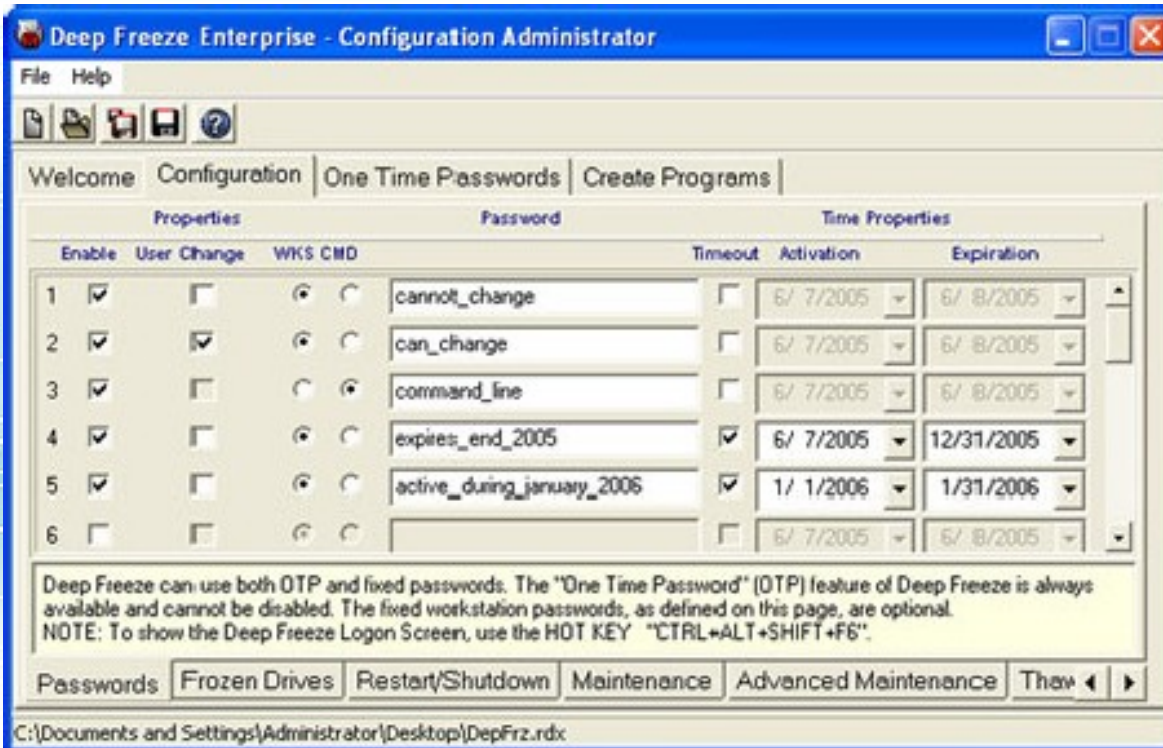 Deep Freeze Enterprise - Configuration Administrator
File Help
Welcome Configuration One Time Passwords Create Programs
Properties Password Time Properties
Enable User Change WKS CMD Timeout Activation Expiration
1 cannot_change 6/ 7/2005 6/ 8/2005
2 can_change 6/ 7/2005 6/ 8/2005
3 command_line 6/ 7/2005 6/ 8/2005
4 expires_end_2005 6/ 7/2005 12/31/2005
5 active_during_january_2006 1/ 1/2006 1/31/2006
6 6/ 7/2005 6/ 8/2005
Deep Freeze can use both OTP and fixed passwords. The "One Time Password" (OTP) feature of Deep Freeze is always
available and cannot be disabled. The fixed workstation passwords, as defined on this page, are optional.
NOTE: To show the Deep Freeze Logon Screen, use the HOT KEY "CTRL+ALT+SHIFT+F6".
Passwords Frozen Drives Restart/Shutdown Maintenance Advanced Maintenance Thaw
C:\Documents and Settings\Administrator\Desktop\DepFrz.rdx